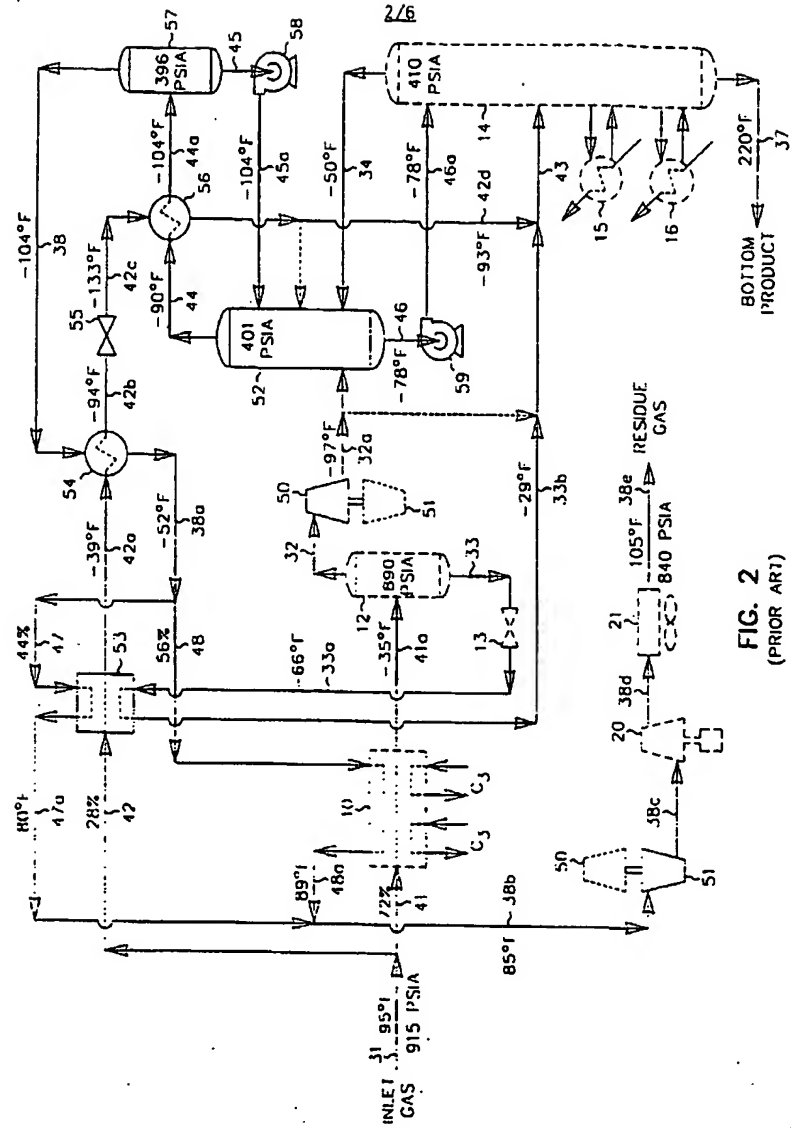 2/6
-104°F
38
57
396
PSIA
45
58
-104°F
44a
56
-104°F
45a
-133°F
42c
-90°F
44
55
-94°F
42b
54
-39°F
42a
-52°F
38a
44%
47
53
56%
48
80°F
47a
28%
42
401
PSIA
52
-78°F
46
59
-50°F
34
-78°F
46a
-93°F
42d
14
410
PSIA
43
15
16
220°F
37
BOTTOM
PRODUCT
-97°F
32a
50
51
32
12
890
PSIA
33
13
-66°F
33a
-35°F
41a
-29°F
33b
10
C3
C3
89°F
48a
72%
41
38b
85°F
INLET
GAS
31
95°F
915 PSIA
50
51
38c
20
38d
21
105°F
38e
840 PSIA
RESIDUE
GAS
FIG. 2
(PRIOR ART)